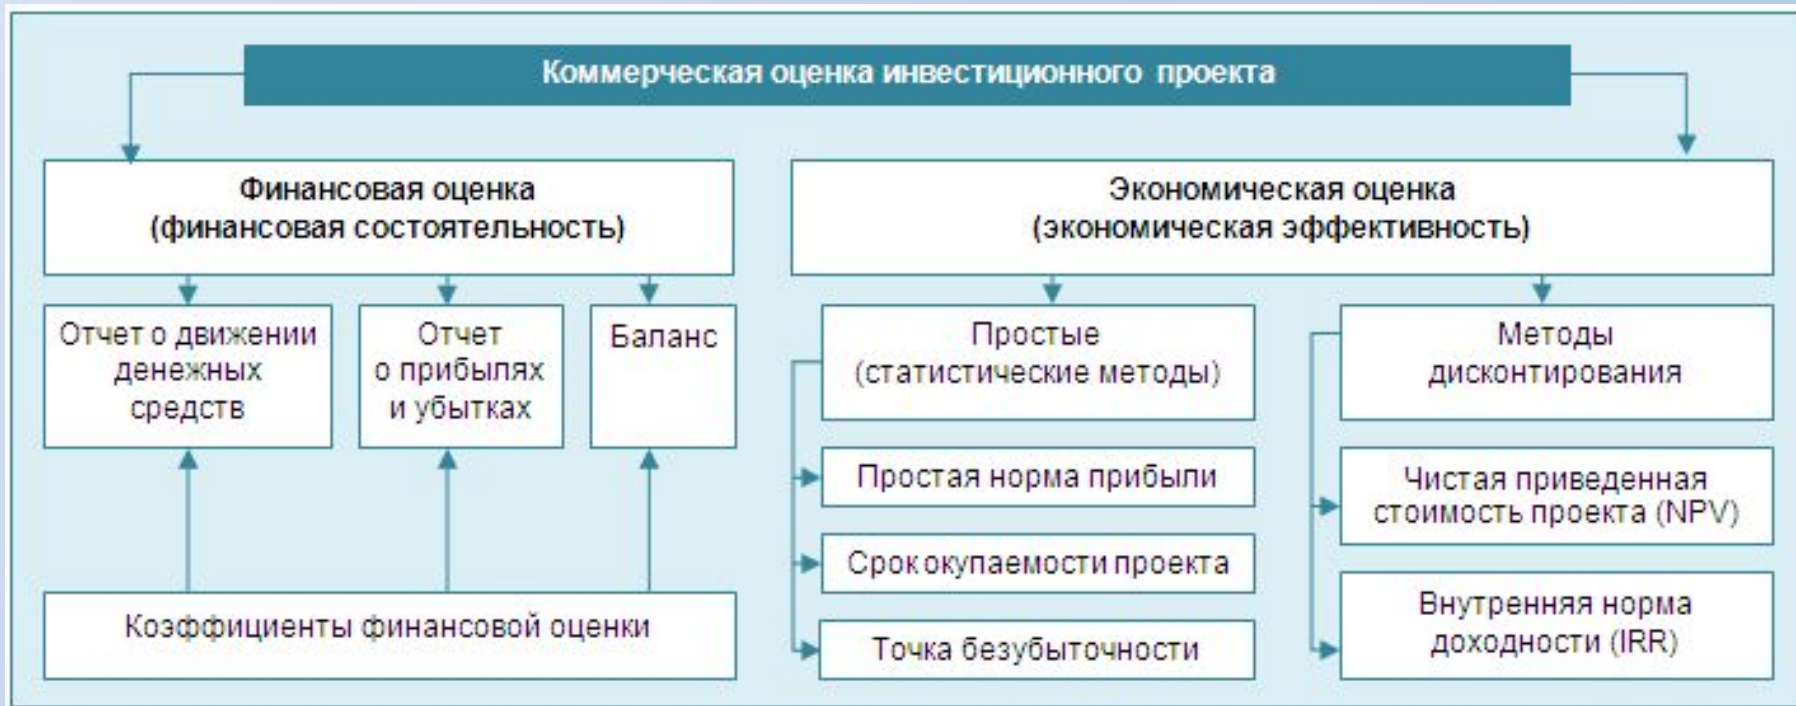 Коммерческая оценка инвестиционного проекта
Финансовая оценка
(финансовая состоятельность)
Экономическая оценка
(экономическая эффективность)
Отчет о движении
денежных
средств
Отчет
о прибылях
и убытках
Баланс
Коэффициенты финансовой оценки
Простые
(статистические методы)
Простая норма прибыли
Срок окупаемости проекта
Точка безубыточности
Методы
дисконтирования
Чистая приведенная
стоимость проекта (NPV)
Внутренняя норма
доходности (IRR)